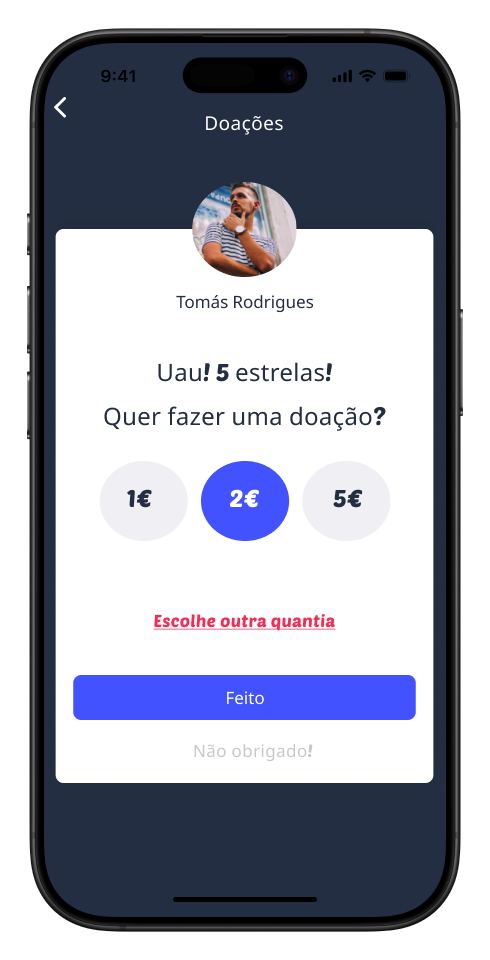 9:41
Doações
Tomás Rodrigues
Uau! 5 estrelas!
Quer fazer uma doação?
1€ 2€ 5€
Escolhe outra quantia
Feito
Não obrigado!